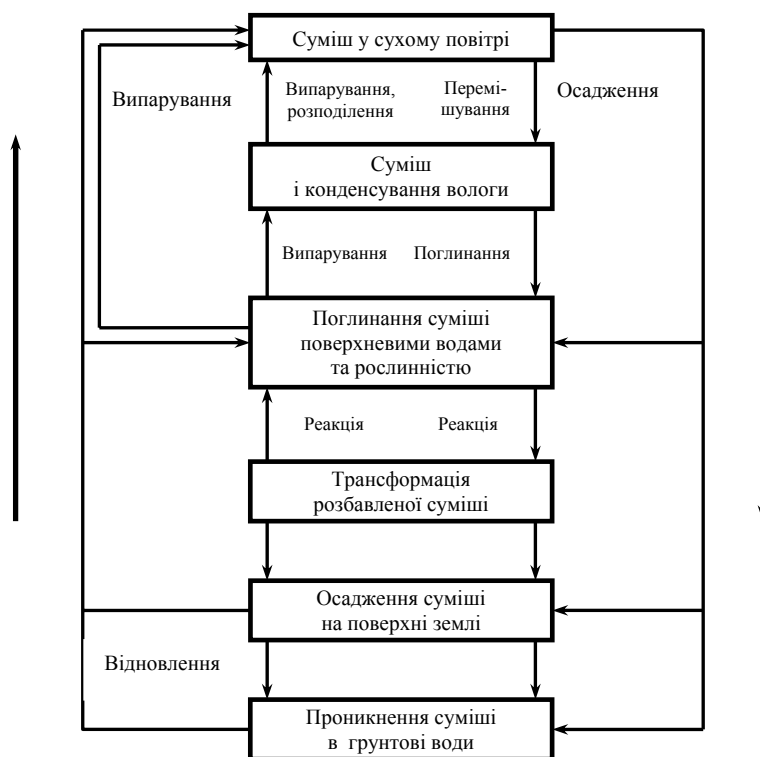 Суміш у сухому повітрі
Випарування
Випарування,
розподілення
Перемі-
шування
Осадження
Суміш
і конденсування вологи
Випарування
Поглинання
Поглинання суміші
поверхневими водами
та рослинністю
Реакція
Реакція
Трансформація
розбавленої суміші
Осадження суміші
на поверхні землі
Відновлення
Проникнення суміші
в грунтові води